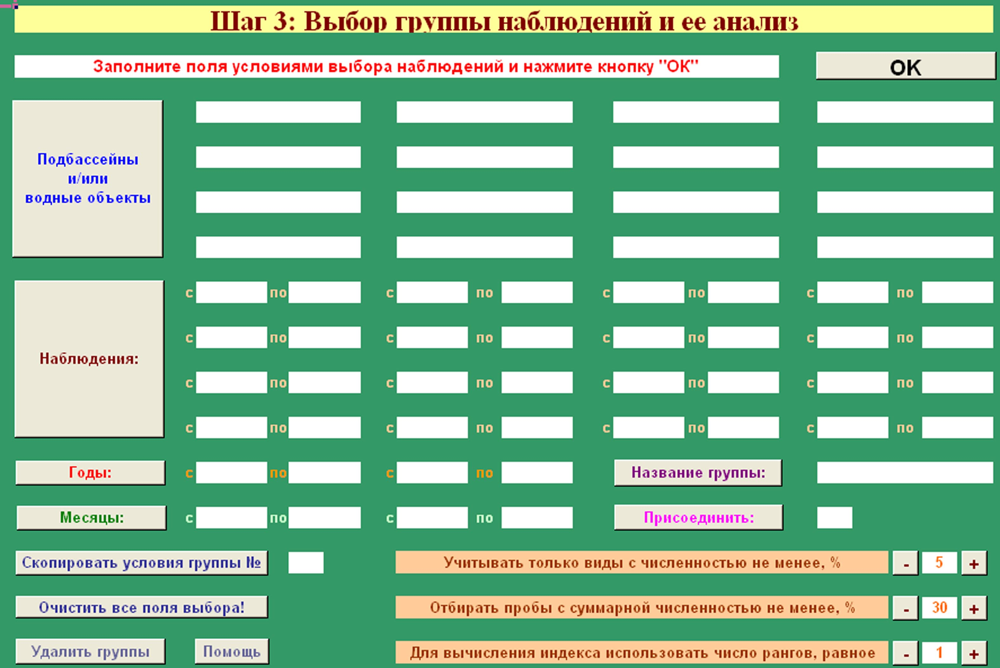 Шаг 3: Выбор группы наблюдений и ее анализ
Заполните поля условиями выбора наблюдений и нажмите кнопку "ОК"
OK
Подбассейны
и/или
водные объекты
с по с по с по с по
с по с по с по с по
Наблюдения:
с по с по с по с по
с по с по с по с по
Годы: с по с по Название группы:
Месяцы: с по с по Присоединить:
Скопировать условия группы № Учитывать только виды с численностью не менее, % - 5 +
Очистить все поля выбора! Отбирать пробы с суммарной численностью не менее, % - 30 +
Удалить группы Помощь Для вычисления индекса использовать число рангов, равное - 1 +